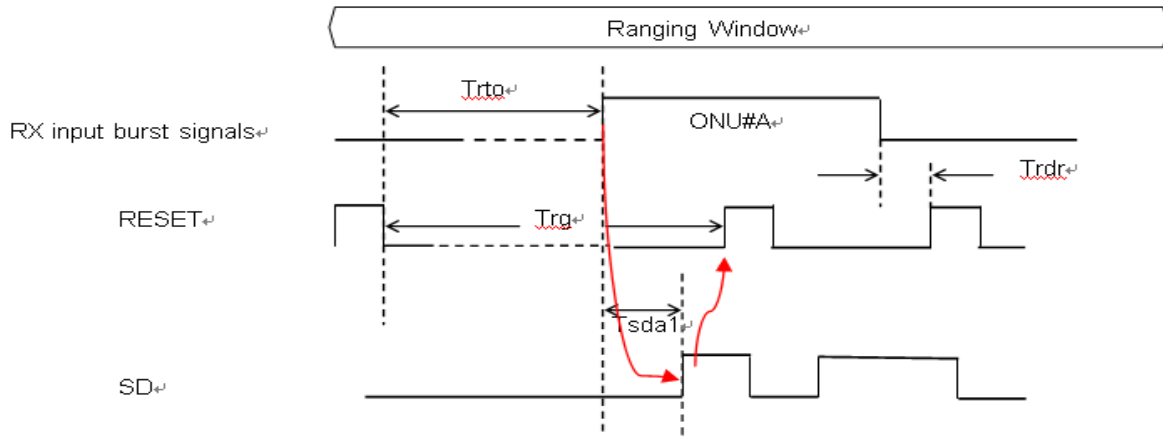 Ranging Window↵
Trto↵
RX input burst signals↵
ONU#A↵
Trdr↵
RESET↵
Trg↵
Tsda1↵
SD↵